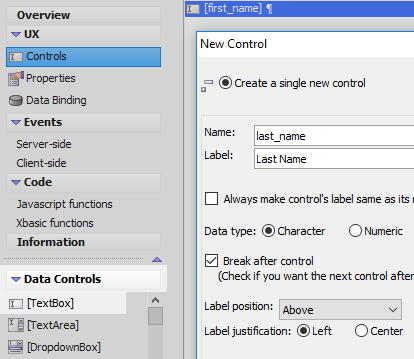 Overview
UX
Controls
Properties
Data Binding
Events
Server-side
Client-side
Code
Javascript functions
Xbasic functions
Information
Data Controls
[TextBox]
[TextArea]
[DropdownBox]
[first_name] ¶
New Control
Create a single new control
Name: last_name
Label: Last Name
Always make control's label same as its
Data type: Character Numeric
Break after control
(Check if you want the next control after
Label position: Above
Label justification: Left Center